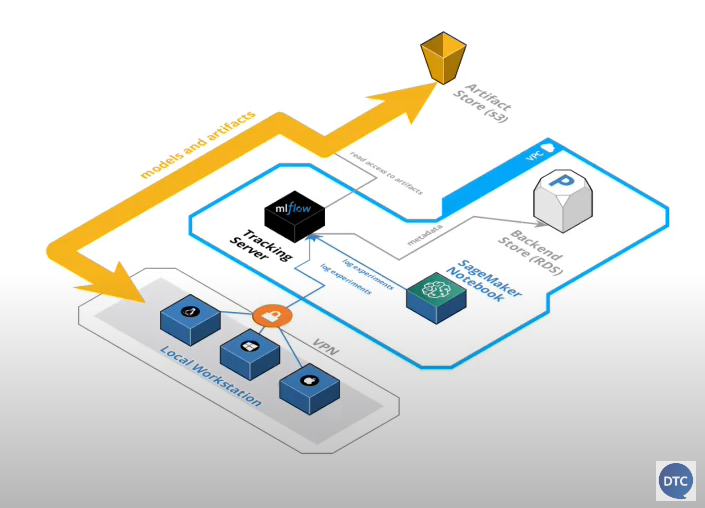 Artifact
Store (s3)
models and artifacts
VPC
read access to artifacts
P
mlflow
metadata
Backend
Store (RDS)
Tracking
Server
log experiments
log experiments
SageMaker
Notebook
VPN
Local Workstation
DTC